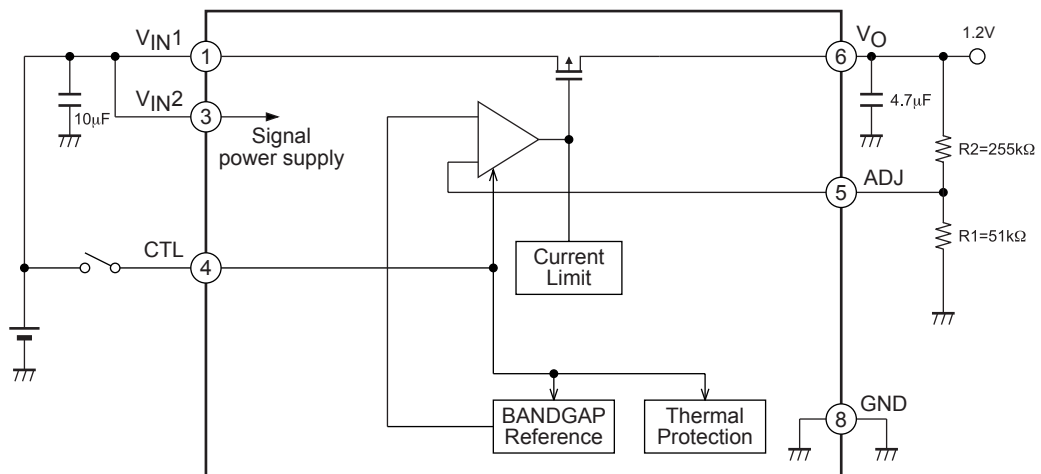 VIN1
1
VO
6
1.2V
10μF
VIN2
3
Signal
power supply
4.7μF
R2=255kΩ
5
ADJ
R1=51kΩ
CTL
4
Current
Limit
BANDGAP
Reference
Thermal
Protection
GND
8